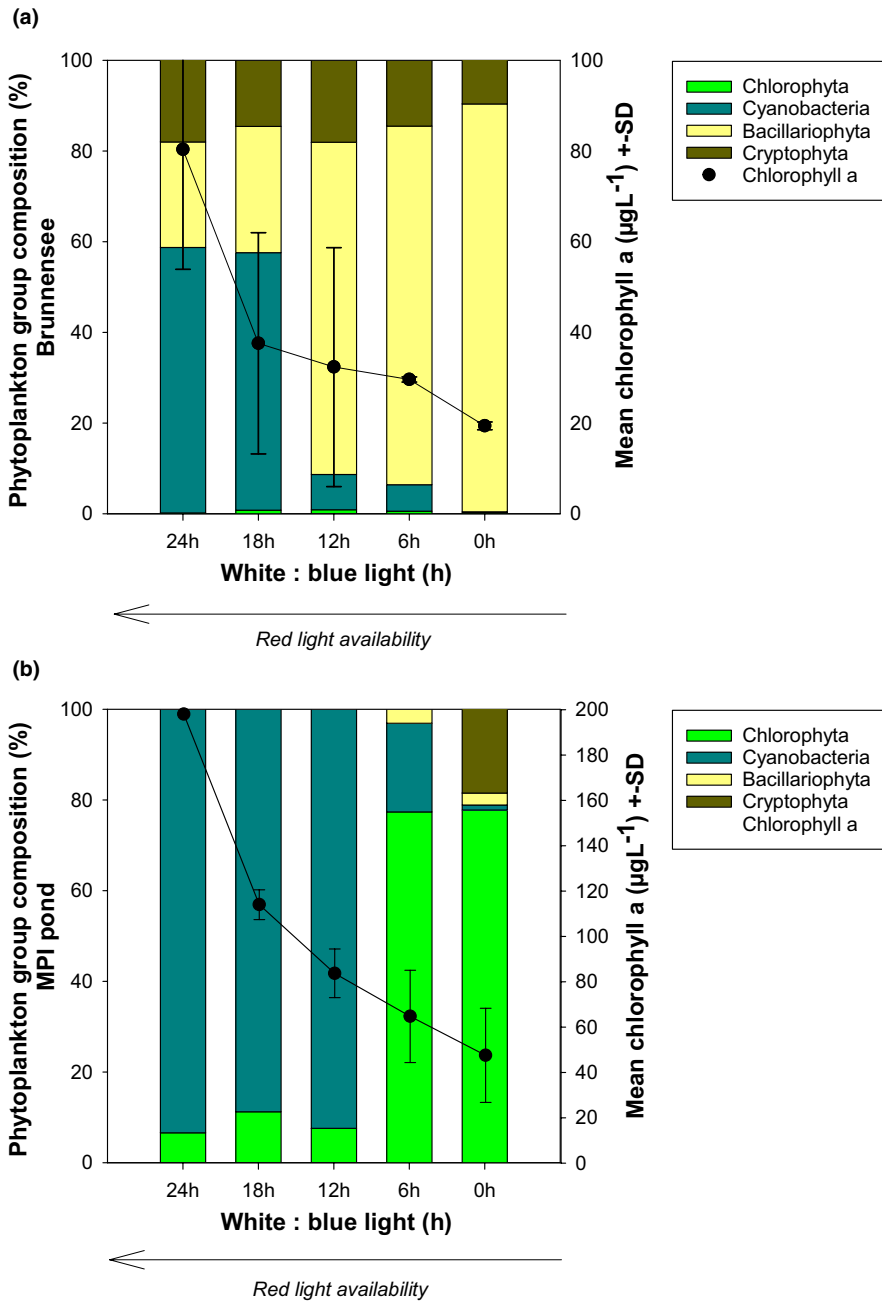 (a)
100
80
60
40
20
0
Phytoplankton group composition (%)
Brunnensee
100
80
60
40
20
0
Mean chlorophyll a (µgL⁻¹) +-SD
24h 18h 12h 6h 0h
White : blue light (h)
Red light availability
Chlorophyta
Cyanobacteria
Bacillariophyta
Cryptophyta
Chlorophyll a
(b)
100
80
60
40
20
0
Phytoplankton group composition (%)
MPI pond
200
180
160
140
120
100
80
60
40
20
0
Mean chlorophyll a (µgL⁻¹) +-SD
24h 18h 12h 6h 0h
White : blue light (h)
Red light availability
Chlorophyta
Cyanobacteria
Bacillariophyta
Cryptophyta
Chlorophyll a